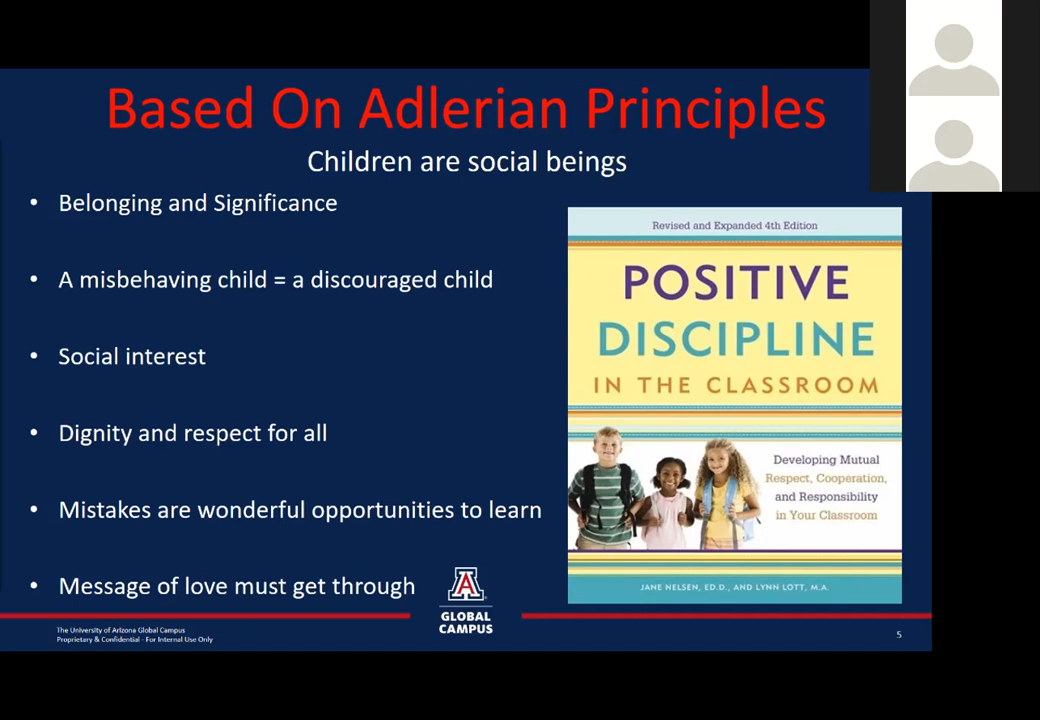 Based On Adlerian Principles
Children are social beings
• Belonging and Significance
• A misbehaving child = a discouraged child
• Social interest
• Dignity and respect for all
• Mistakes are wonderful opportunities to learn
• Message of love must get through
Revised and Expanded 4th Edition
POSITIVE
DISCIPLINE
IN THE CLASSROOM
Developing Mutual
Respect, Cooperation,
and Responsibility
in Your Classroom
JANE NELSEN, ED.D., AND LYNN LOTT, M.A.
A
GLOBAL
CAMPUS
The University of Arizona Global Campus
Proprietary & Confidential - For Internal Use Only
5